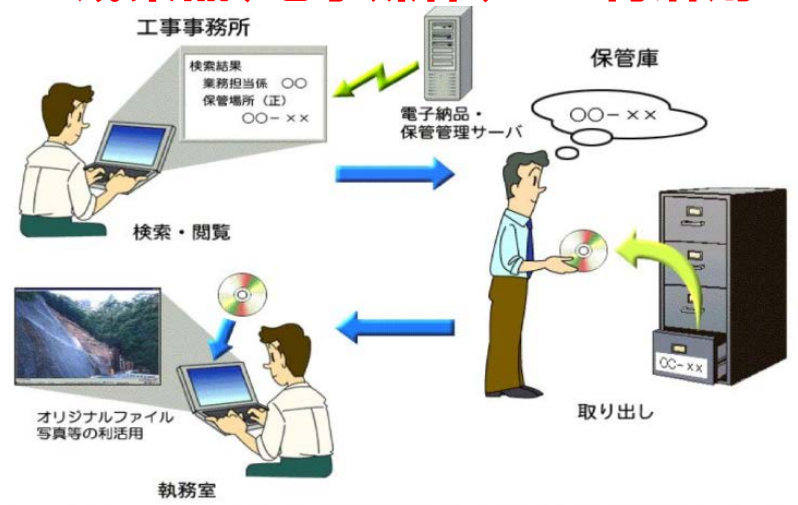 工事事務所
検索結果
業務担当係 ○○
保管場所（正）
○○－××
電子納品・
保管管理サーバ
保管庫
○○－××
検索・閲覧
○○-××
取り出し
オリジナルファイル
写真等の利活用
執務室